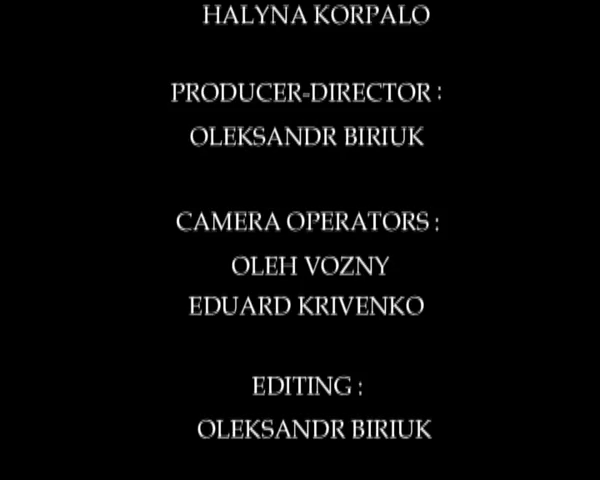 HALYNA KORPALO
PRODUCER-DIRECTOR :
OLEKSANDR BIRIUK
CAMERA OPERATORS :
OLEH VOZNY
EDUARD KRIVENKO
EDITING :
OLEKSANDR BIRIUK